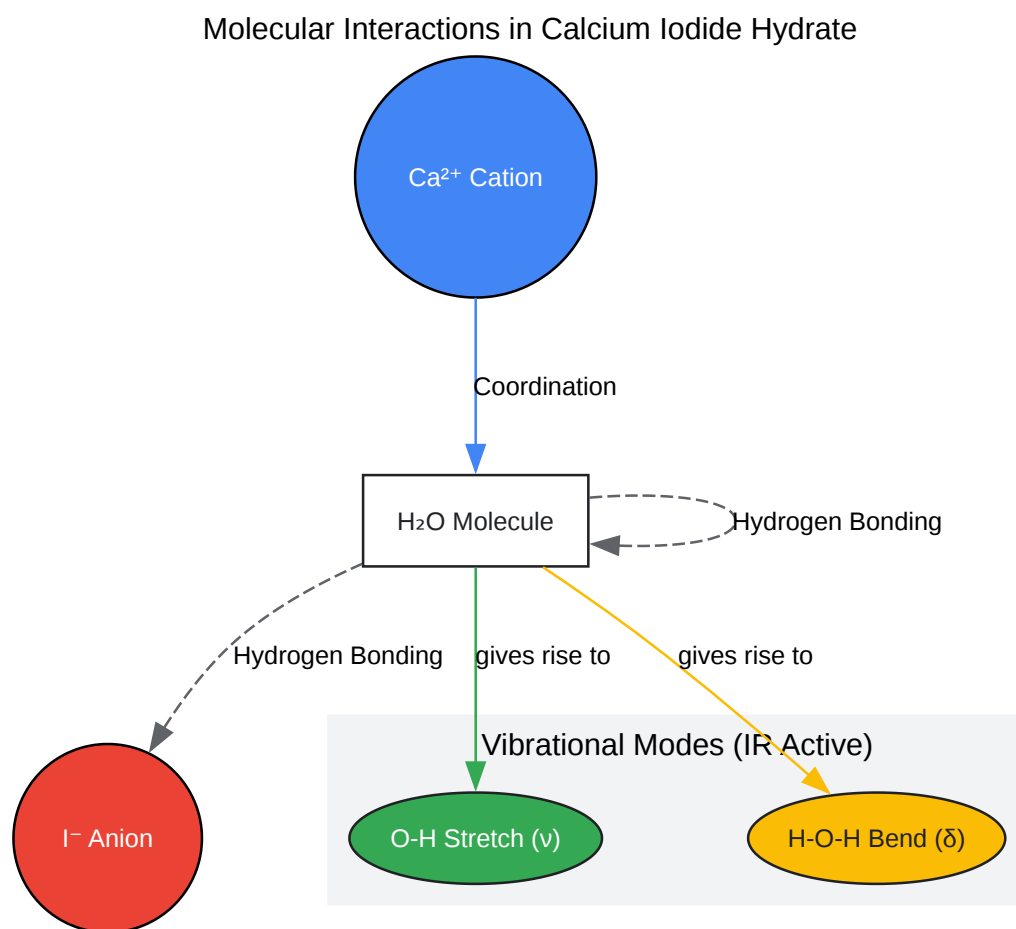 Molecular Interactions in Calcium Iodide Hydrate
Ca²⁺ Cation
Coordination
H₂O Molecule
Hydrogen Bonding
Hydrogen Bonding
gives rise to
gives rise to
Vibrational Modes (IR Active)
I⁻ Anion
O-H Stretch (ν)
H-O-H Bend (δ)